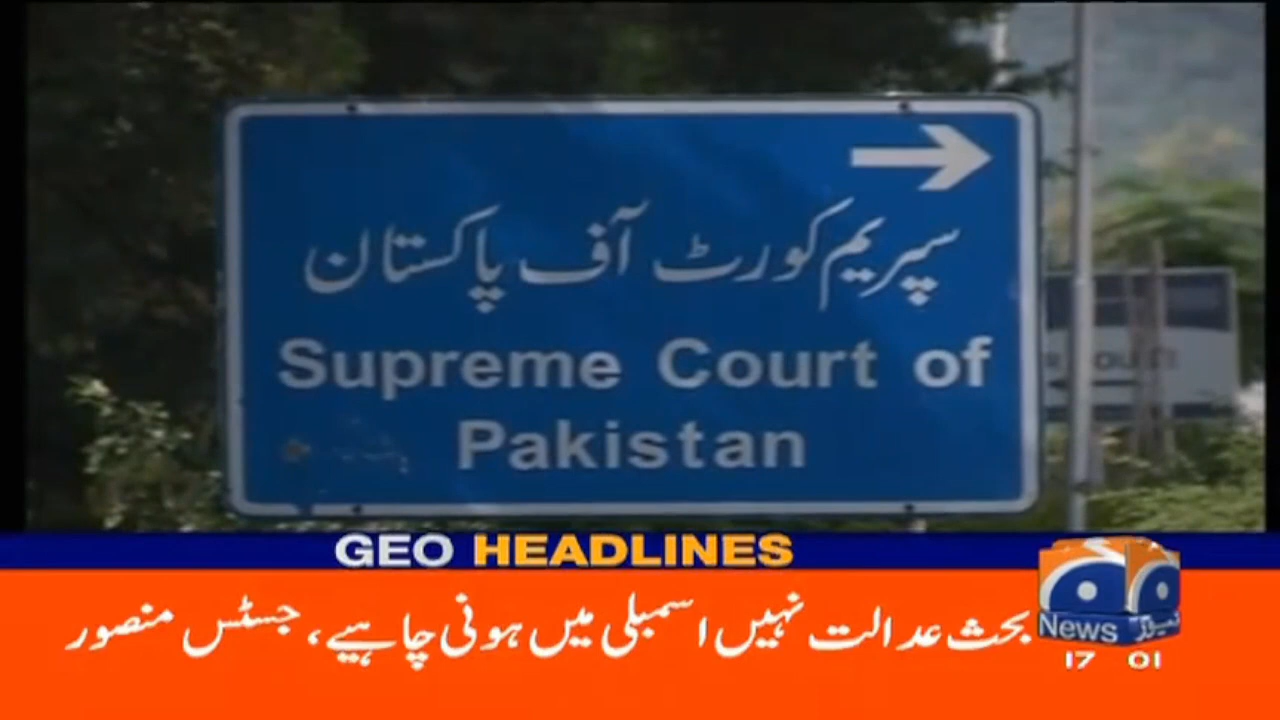 سپریم کورٹ آف پاکستان
Supreme Court of
Pakistan
GEO HEADLINES
بحث عدالت نہیں اسمبلی میں ہونی چاہیے، جسٹس منصور
News نیوز
17 01